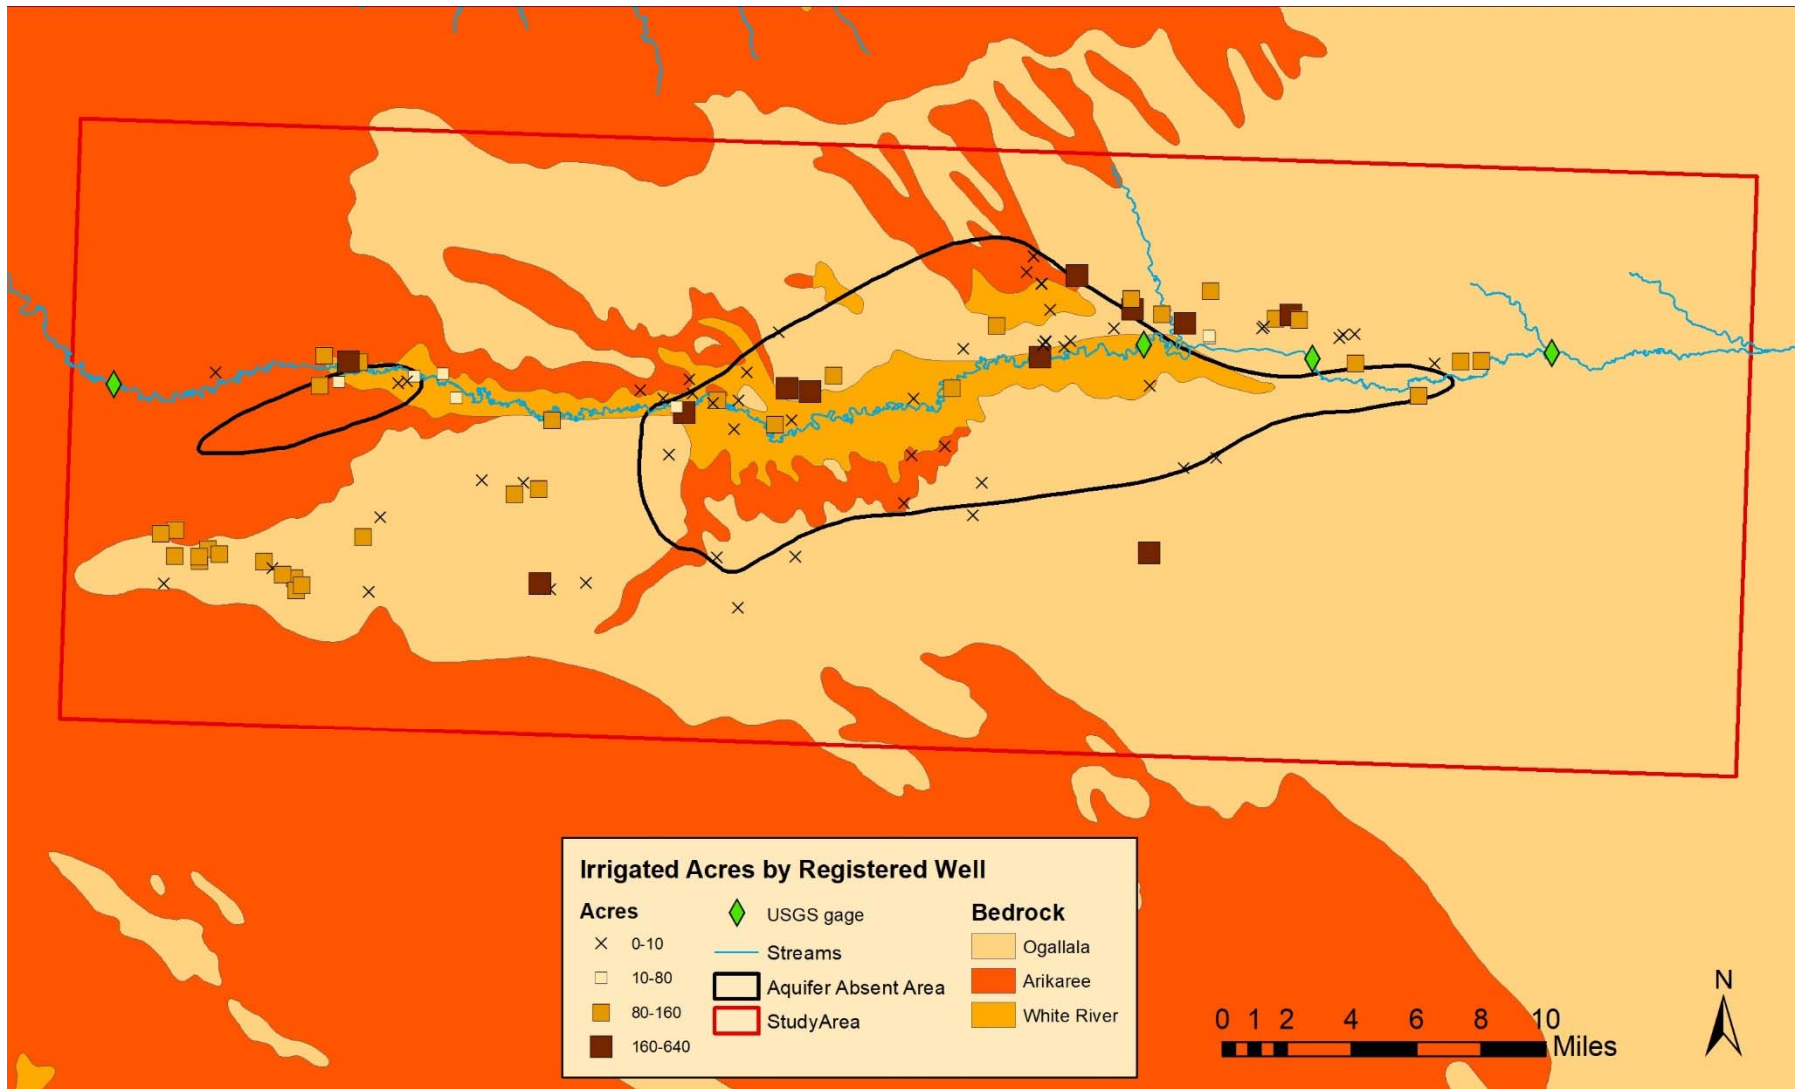 Irrigated Acres by Registered Well
Acres
0-10
10-80
80-160
160-640
USGS gage
Streams
Aquifer Absent Area
StudyArea
Bedrock
Ogallala
Arikaree
White River
0 1 2 4 6 8 10
Miles
N